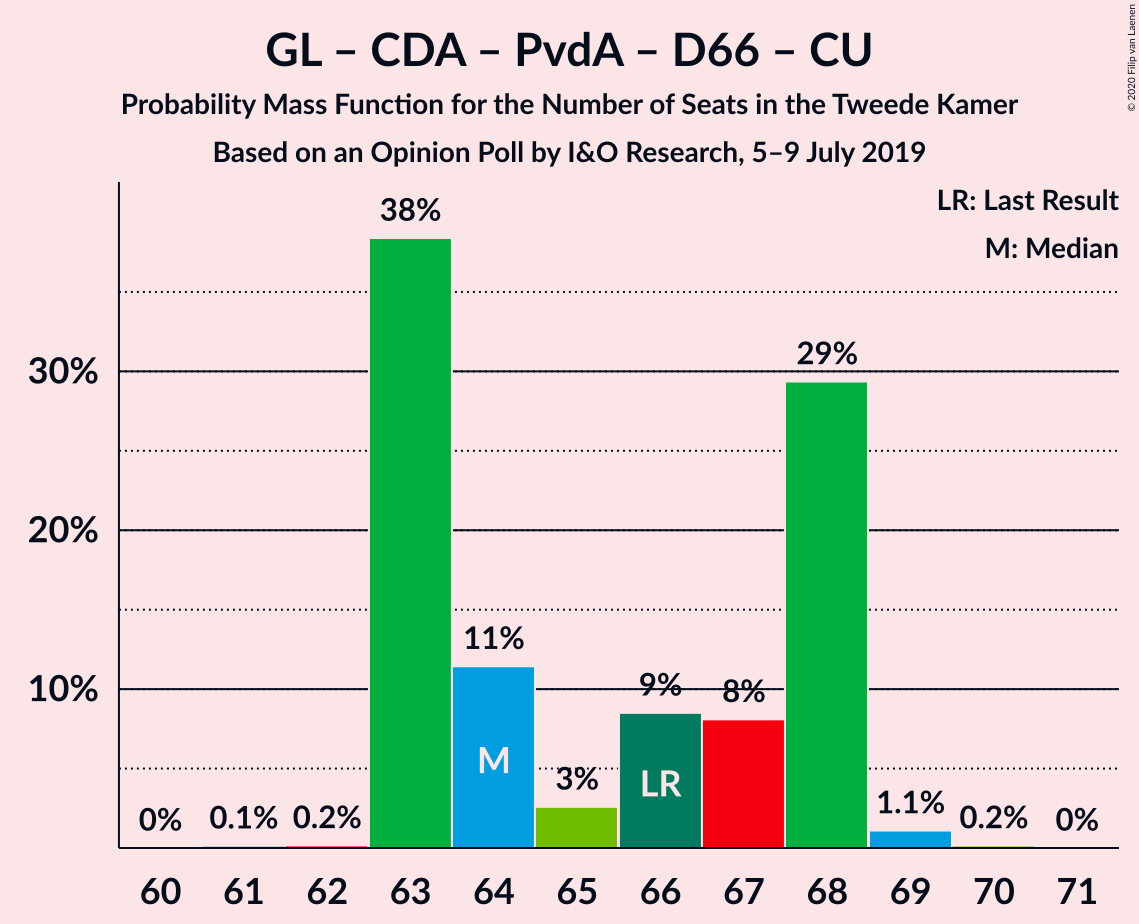 GL – CDA – PvdA – D66 – CU
Probability Mass Function for the Number of Seats in the Tweede Kamer
Based on an Opinion Poll by I&O Research, 5–9 July 2019
© 2020 Filip van Laenen
LR: Last Result
M: Median
38%
29%
11%
9%
8%
3%
1.1%
0%
0.1%
0.2%
0.2%
0%
M
LR
30%
20%
10%
60 61 62 63 64 65 66 67 68 69 70 71